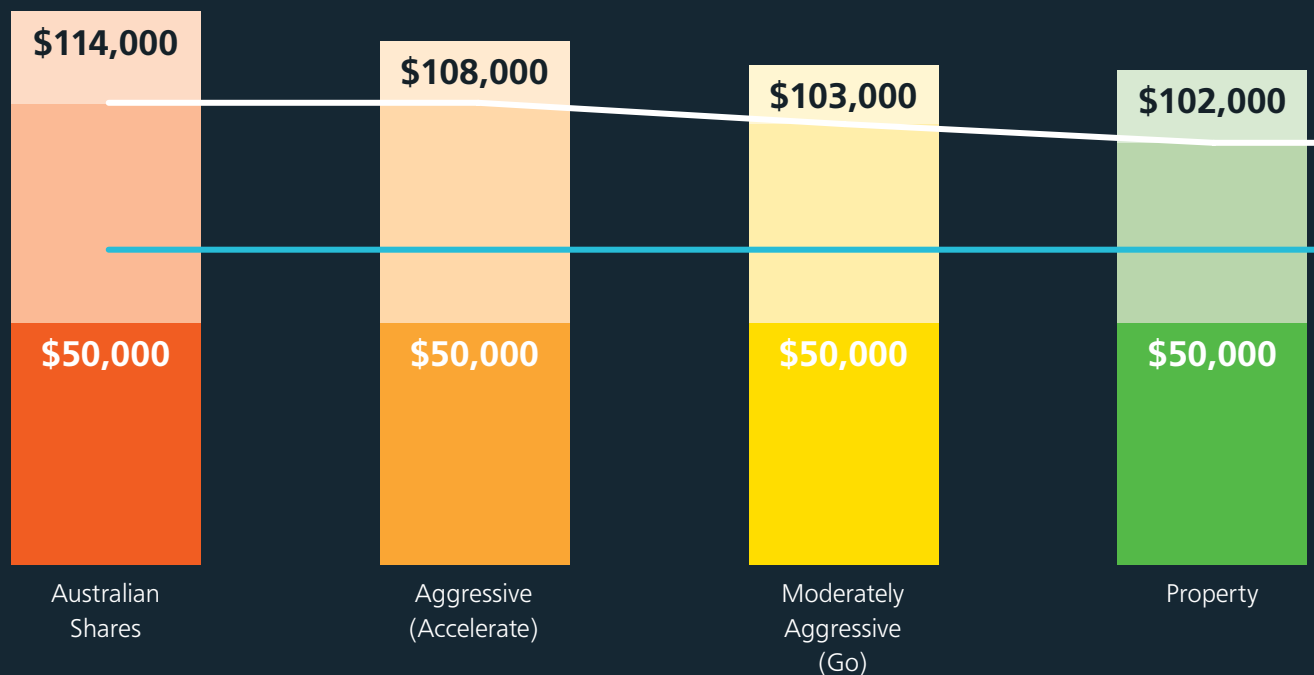 $114,000
$108,000
$103,000
$102,000
$50,000
$50,000
$50,000
$50,000
Australian
Shares
Aggressive
(Accelerate)
Moderately
Aggressive
(Go)
Property